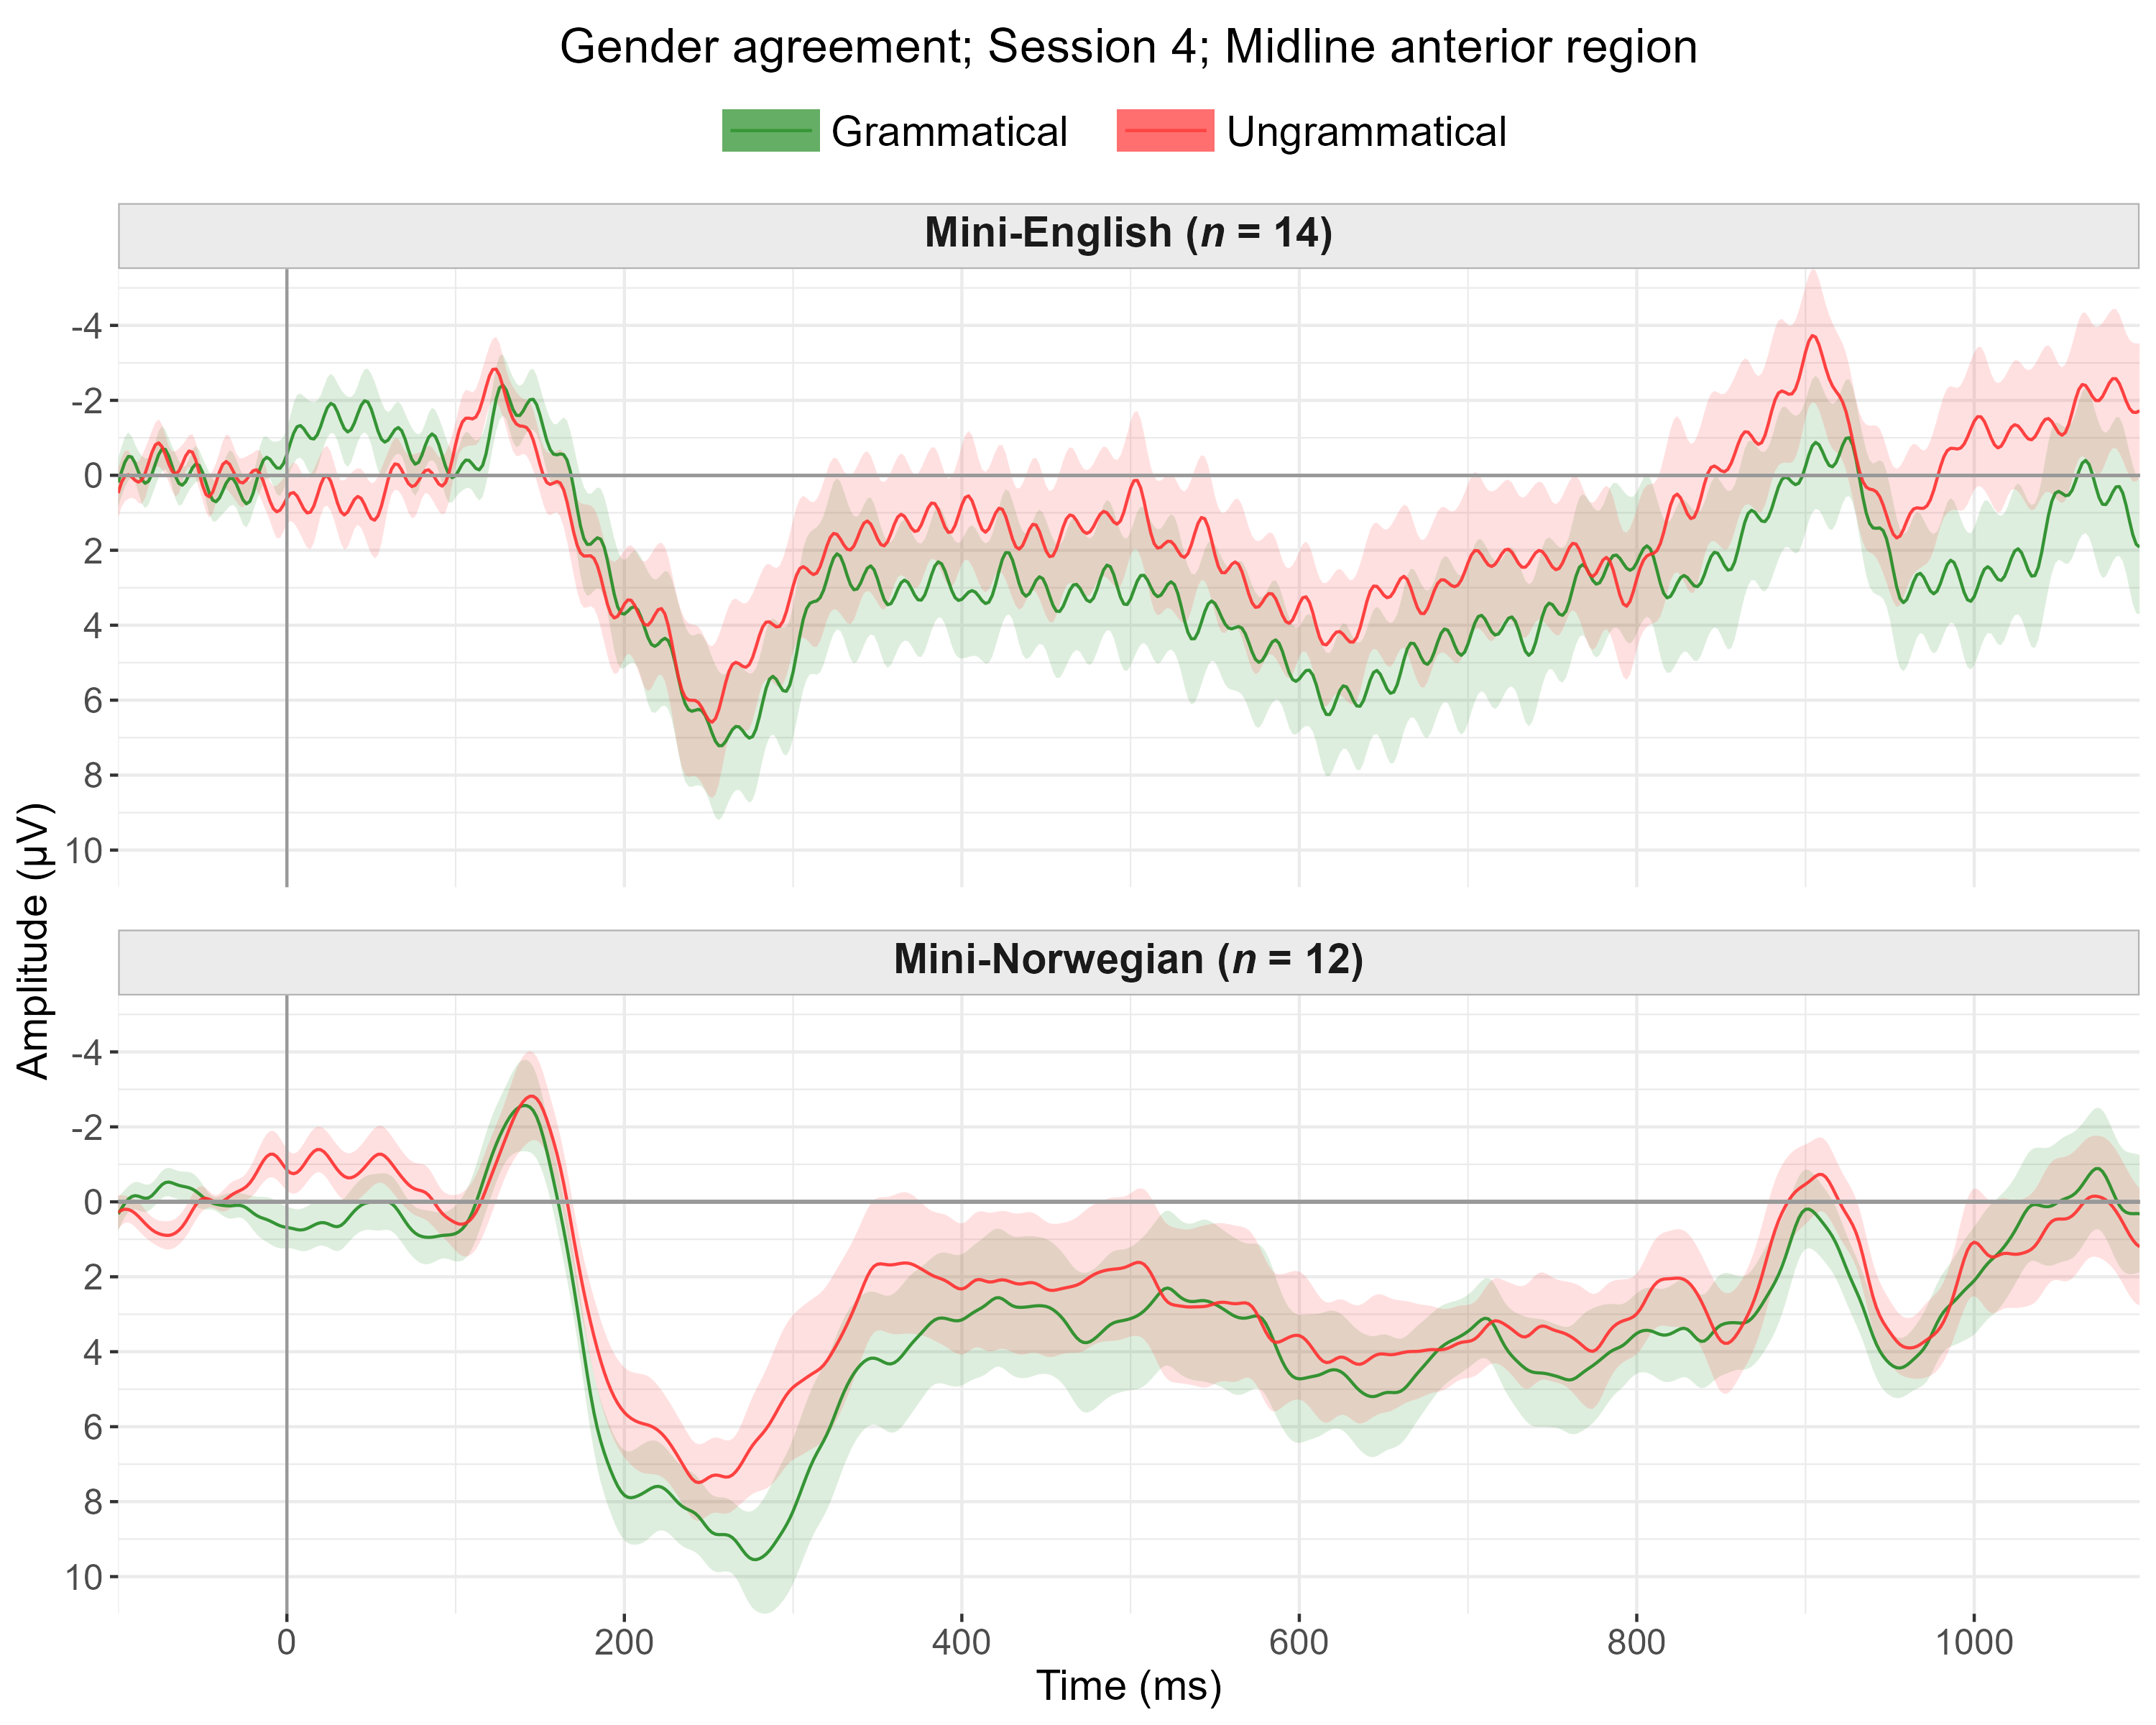 Gender agreement; Session 4; Midline anterior region
Grammatical Ungrammatical
Mini-English (n = 14)
-4
-2
0
2
4
6
8
10
Amplitude (µV)
Mini-Norwegian (n = 12)
-4
-2
0
2
4
6
8
10
0 200 400 600 800 1000
Time (ms)